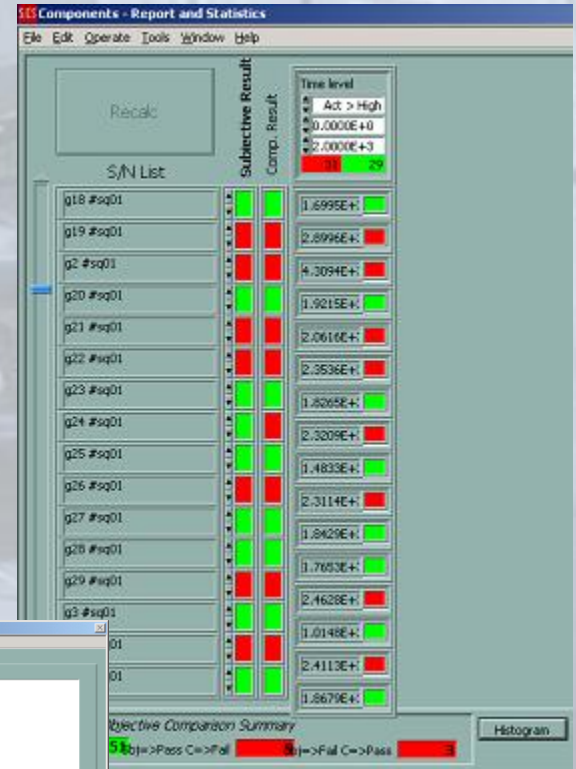 SES Components - Report and Statistics
File Edit Operate Tools Window Help
Recalc
Subjective Result
Comp. Result
Time level
Act > High
0.0000E+0
2.0000E+3
31 29
S/N List
g18 #sq01
1.6995E+
g19 #sq01
2.8996E+
g2 #sq01
4.3094E+
g20 #sq01
1.9215E+
g21 #sq01
2.0616E+
g22 #sq01
2.3536E+
g23 #sq01
1.8265E+
g24 #sq01
2.3209E+
g25 #sq01
1.4833E+
g26 #sq01
2.3114E+
g27 #sq01
1.8429E+
g28 #sq01
1.7653E+
g29 #sq01
2.4628E+
g3 #sq01
1.0148E+
01
2.4113E+
01
1.8679E+
bjective Comparison Summary
51 bj=>Pass C=>Fail bj=>Fail C=>Pass 3
Histogram